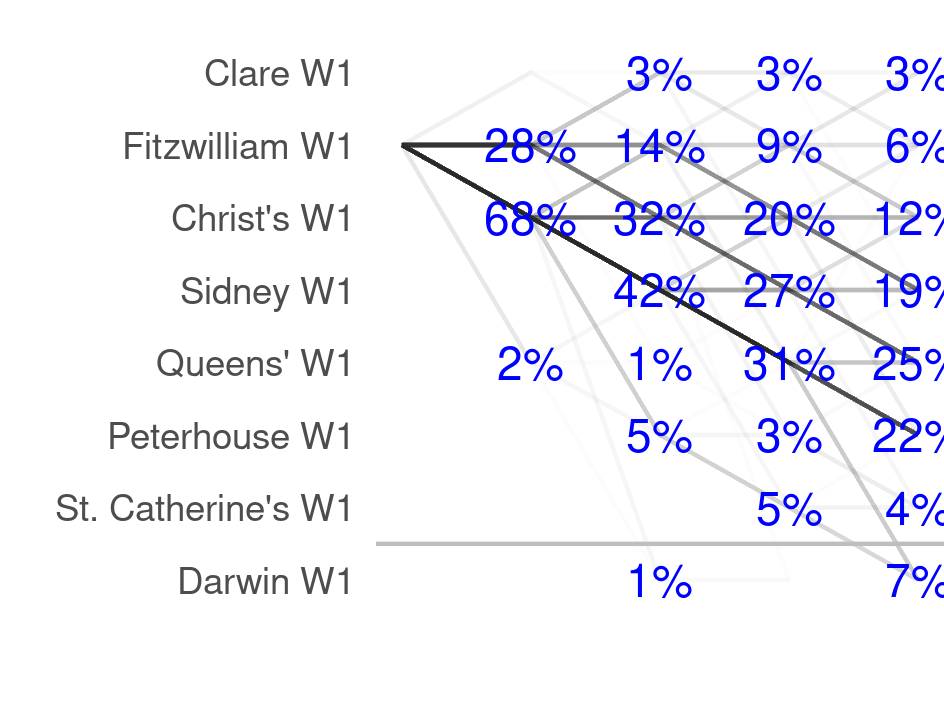 Clare W1 3% 3% 3%
Fitzwilliam W1 28% 14% 9% 6%
Christ's W1 68% 32% 20% 12%
Sidney W1 42% 27% 19%
Queens' W1 2% 1% 31% 25%
Peterhouse W1 5% 3% 22%
St. Catherine's W1 5% 4%
Darwin W1 1% 7%